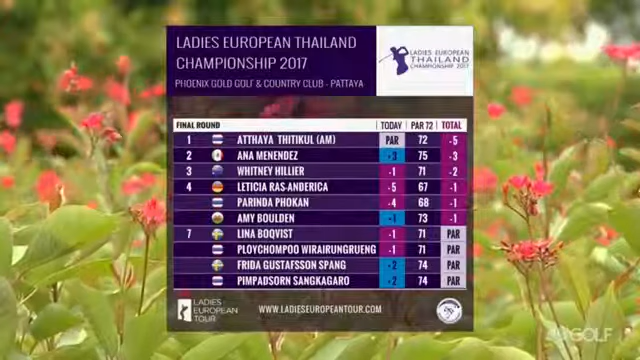 LADIES EUROPEAN THAILAND
CHAMPIONSHIP 2017
PHOENIX GOLD GOLF & COUNTRY CLUB - PATTAYA
LADIES EUROPEAN
THAILAND
CHAMPIONSHIP 2017
FINAL ROUND TODAY PAR 72 TOTAL
1 ATTHAYA THITIKUL (AM) PAR 72 -5
2 ANA MENENDEZ -3 75 -3
3 WHITNEY HILLIER -1 71 -2
4 LETICIA RAS-ANDERICA -5 67 -1
PARINDA PHOKAN -4 68 -1
AMY BOULDEN -1 73 -1
7 LINA BOQVIST -1 71 PAR
PLOYCHOMPOO WIRAIRUNGRUENG -1 71 PAR
FRIDA GUSTAFSSON SPANG -2 74 PAR
PIMPADSORN SANGKAGARO -2 74 PAR
LADIES
EUROPEAN
TOUR
WWW.LADIESEUROPEANTOUR.COM
GOLF